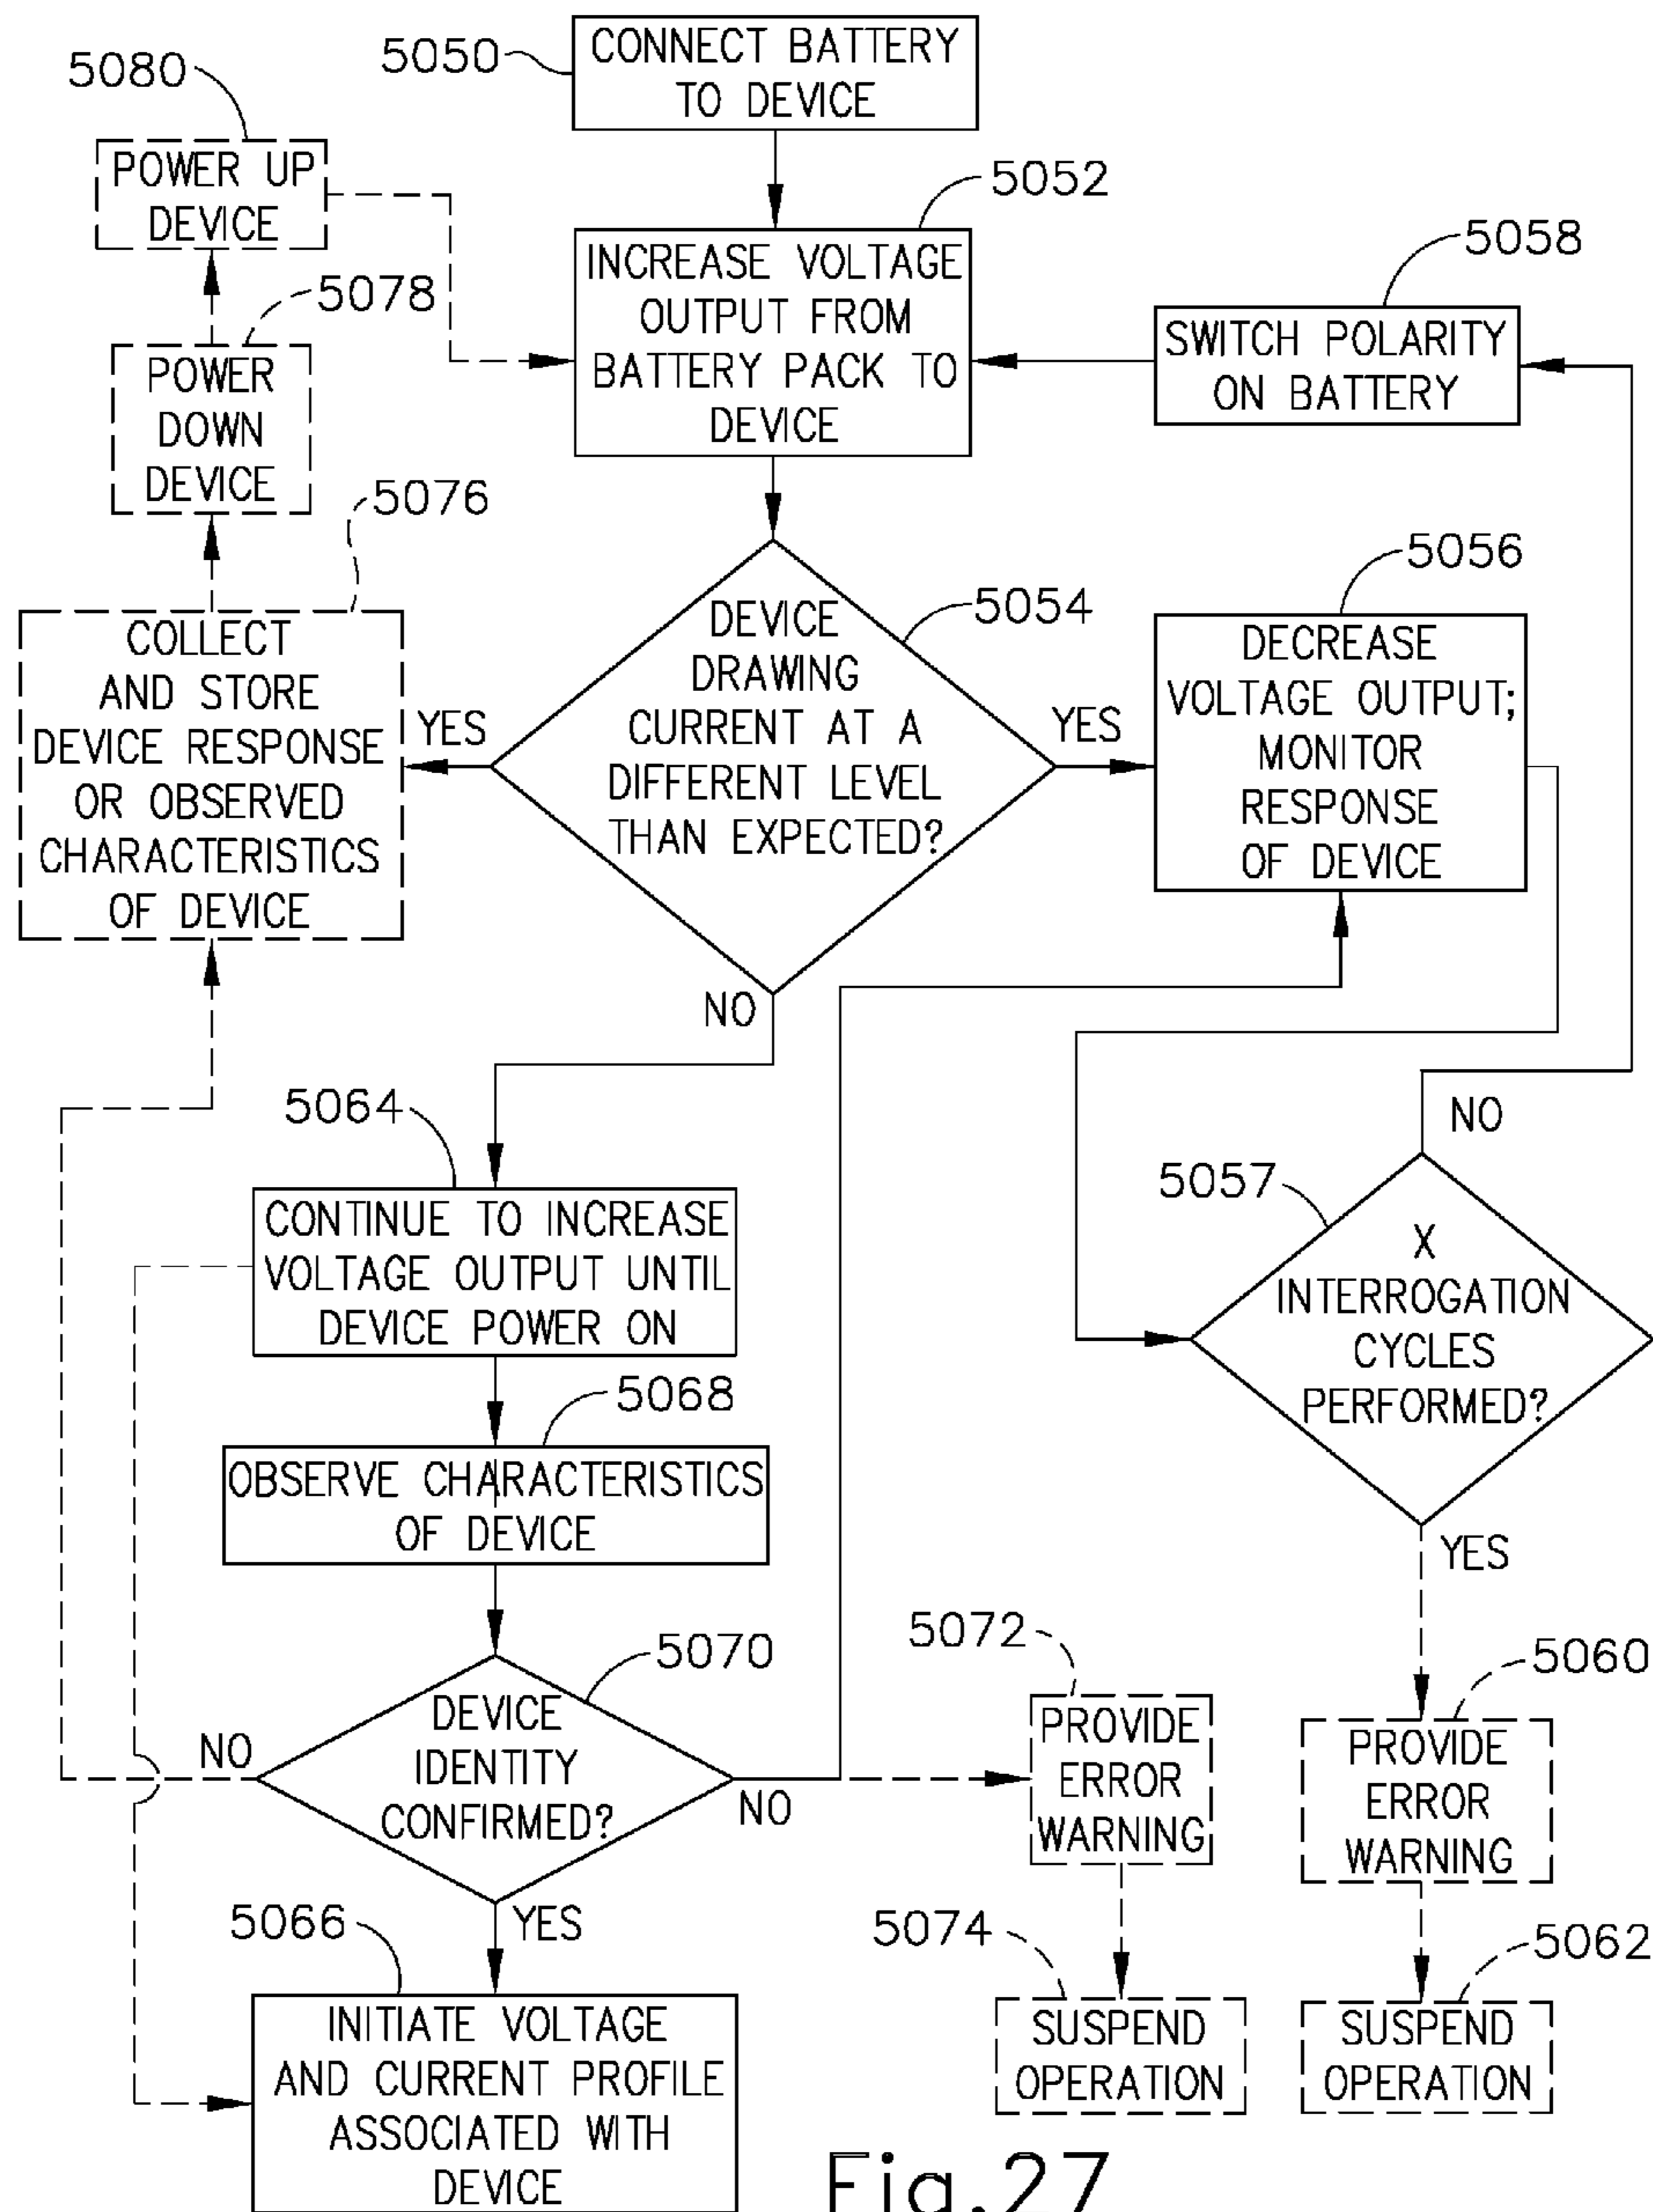 5050
CONNECT BATTERY
TO DEVICE
5080
POWER UP
DEVICE
5052
INCREASE VOLTAGE
OUTPUT FROM
BATTERY PACK TO
DEVICE
5058
SWITCH POLARITY
ON BATTERY
5078
POWER
DOWN
DEVICE
5076
COLLECT
AND STORE
DEVICE RESPONSE
OR OBSERVED
CHARACTERISTICS
OF DEVICE
YES
5054
DEVICE
DRAWING
CURRENT AT A
DIFFERENT LEVEL
THAN EXPECTED?
YES
5056
DECREASE
VOLTAGE OUTPUT;
MONITOR
RESPONSE
OF DEVICE
NO
5064
CONTINUE TO INCREASE
VOLTAGE OUTPUT UNTIL
DEVICE POWER ON
NO
5057
X
INTERROGATION
CYCLES
PERFORMED?
YES
5068
OBSERVE CHARACTERISTICS
OF DEVICE
5070
DEVICE
IDENTITY
CONFIRMED?
NO
NO
YES
5072
PROVIDE
ERROR
WARNING
5060
PROVIDE
ERROR
WARNING
5066
INITIATE VOLTAGE
AND CURRENT PROFILE
ASSOCIATED WITH
DEVICE
5074
SUSPEND
OPERATION
5062
SUSPEND
OPERATION
Fig.27